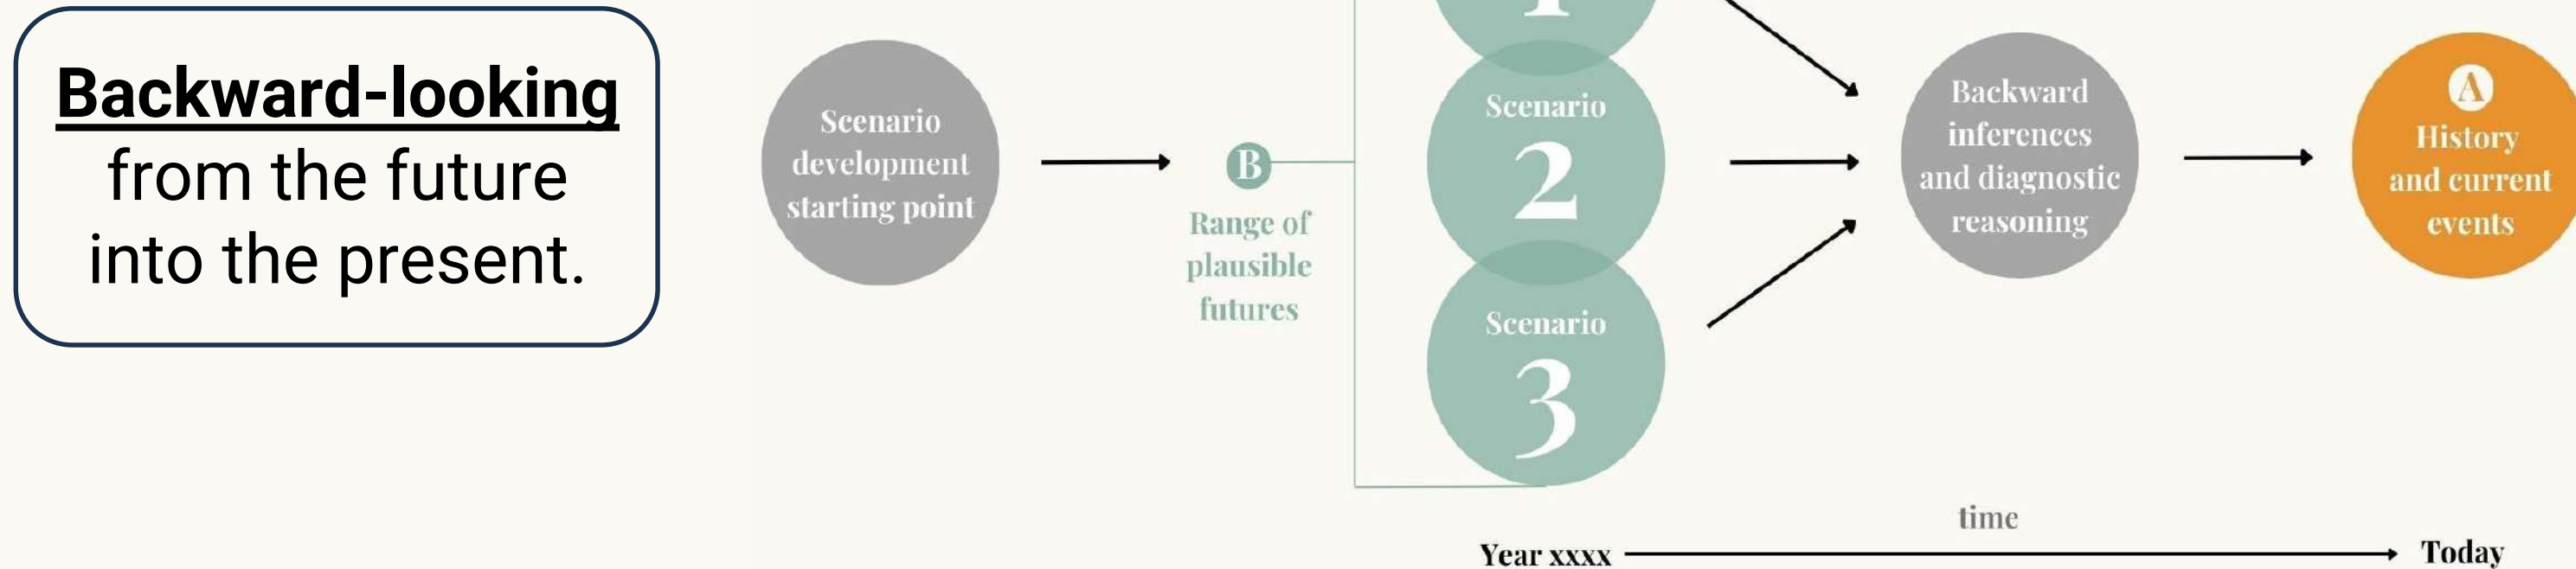 Backward-looking
from the future
into the present.
Scenario
development
starting point
B
Range of
plausible
futures
1
Scenario
2
Scenario
3
Backward
inferences
and diagnostic
reasoning
A
History
and current
events
time
Year xxxx
Today